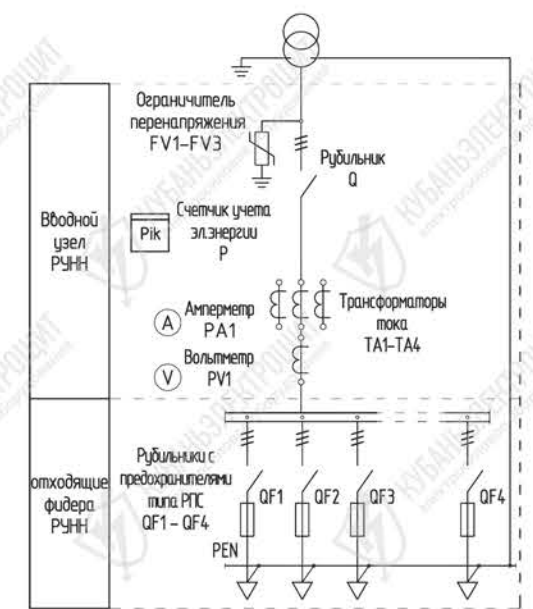 Ограничитель
перенапряжения
FV1-FV3
Рубильник
Q
Вводной
узел
РУНН
Pik
Счетчик учета
эл.энергии
P
A
Амперметр
PA1
Трансформаторы
тока
TA1-TA4
V
Вольтметр
PV1
отходящие
фидера
РУНН
Рубильники с
предохранителями
типа РПС
QF1 - QF4
QF1
QF2
QF3
QF4
PEN
КУБАНЬЭЛЕКТРОЩИТ